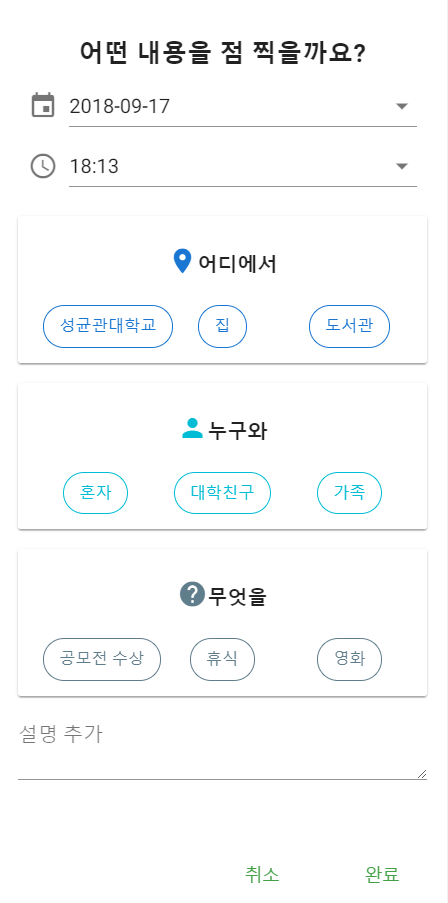 어떤 내용을 점 찍을까요?
2018-09-17
18:13
어디에서
성균관대학교 집 도서관
누구와
혼자 대학친구 가족
무엇을
공모전 수상 휴식 영화
설명 추가
취소 완료